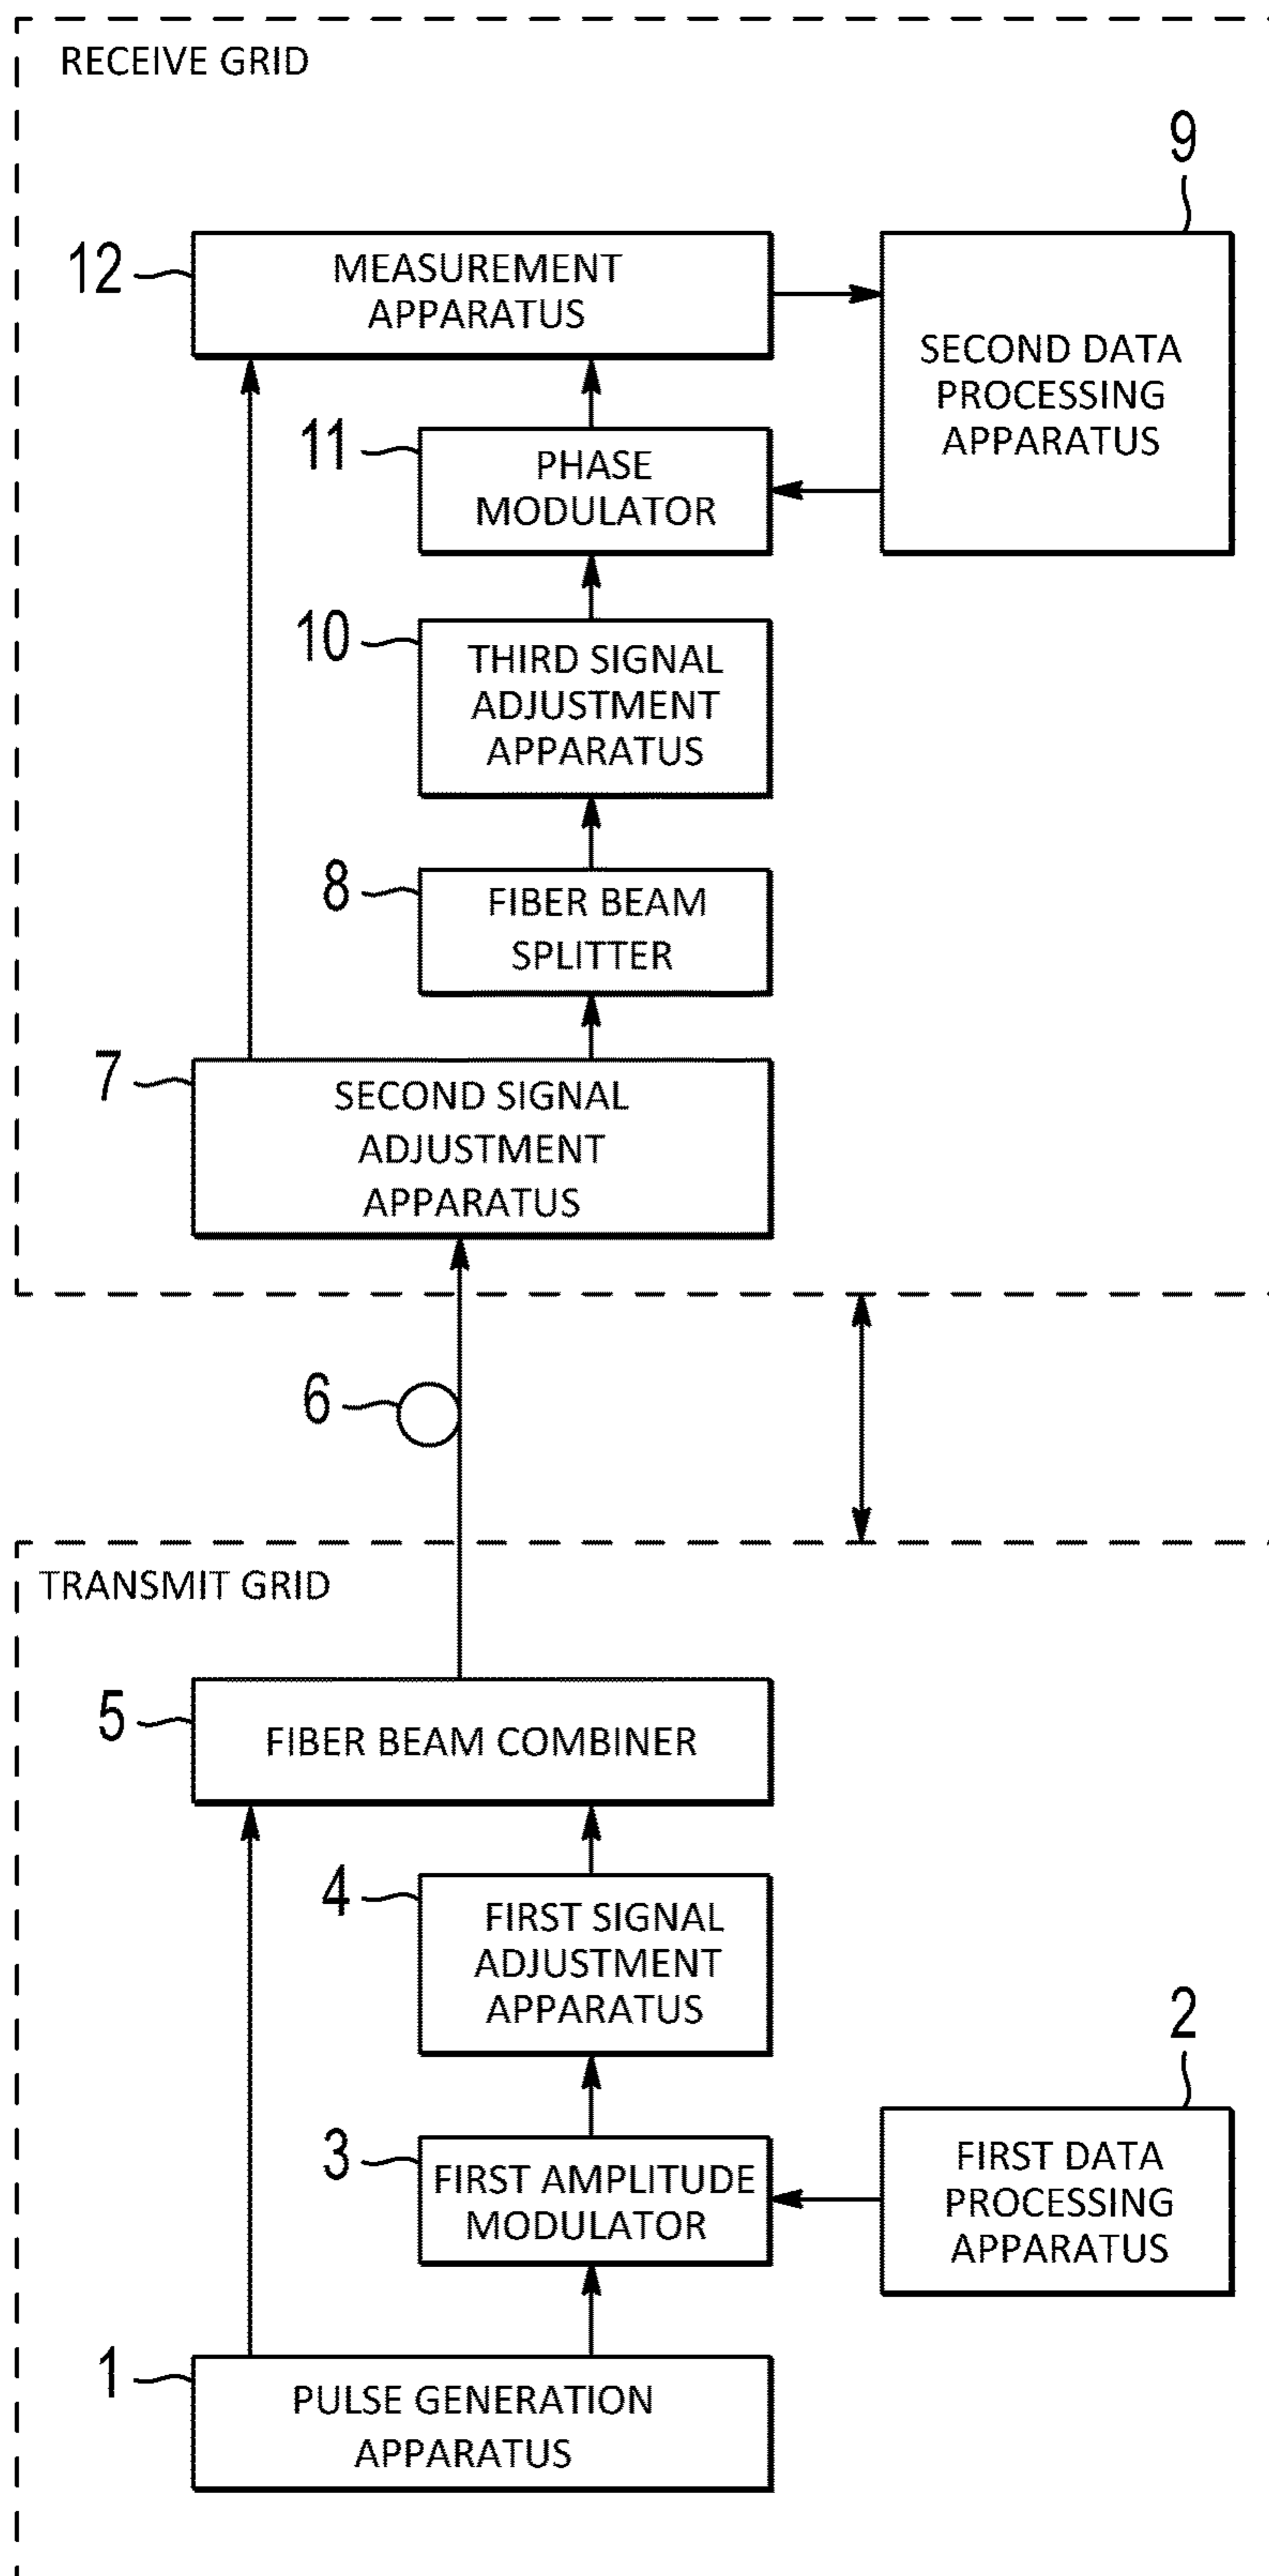 RECEIVE GRID
9
12
MEASUREMENT
APPARATUS
SECOND DATA
PROCESSING
APPARATUS
11
PHASE
MODULATOR
10
THIRD SIGNAL
ADJUSTMENT
APPARATUS
8
FIBER BEAM
SPLITTER
7
SECOND SIGNAL
ADJUSTMENT
APPARATUS
6
TRANSMIT GRID
5
FIBER BEAM COMBINER
4
FIRST SIGNAL
ADJUSTMENT
APPARATUS
2
3
FIRST AMPLITUDE
MODULATOR
FIRST DATA
PROCESSING
APPARATUS
1
PULSE GENERATION
APPARATUS